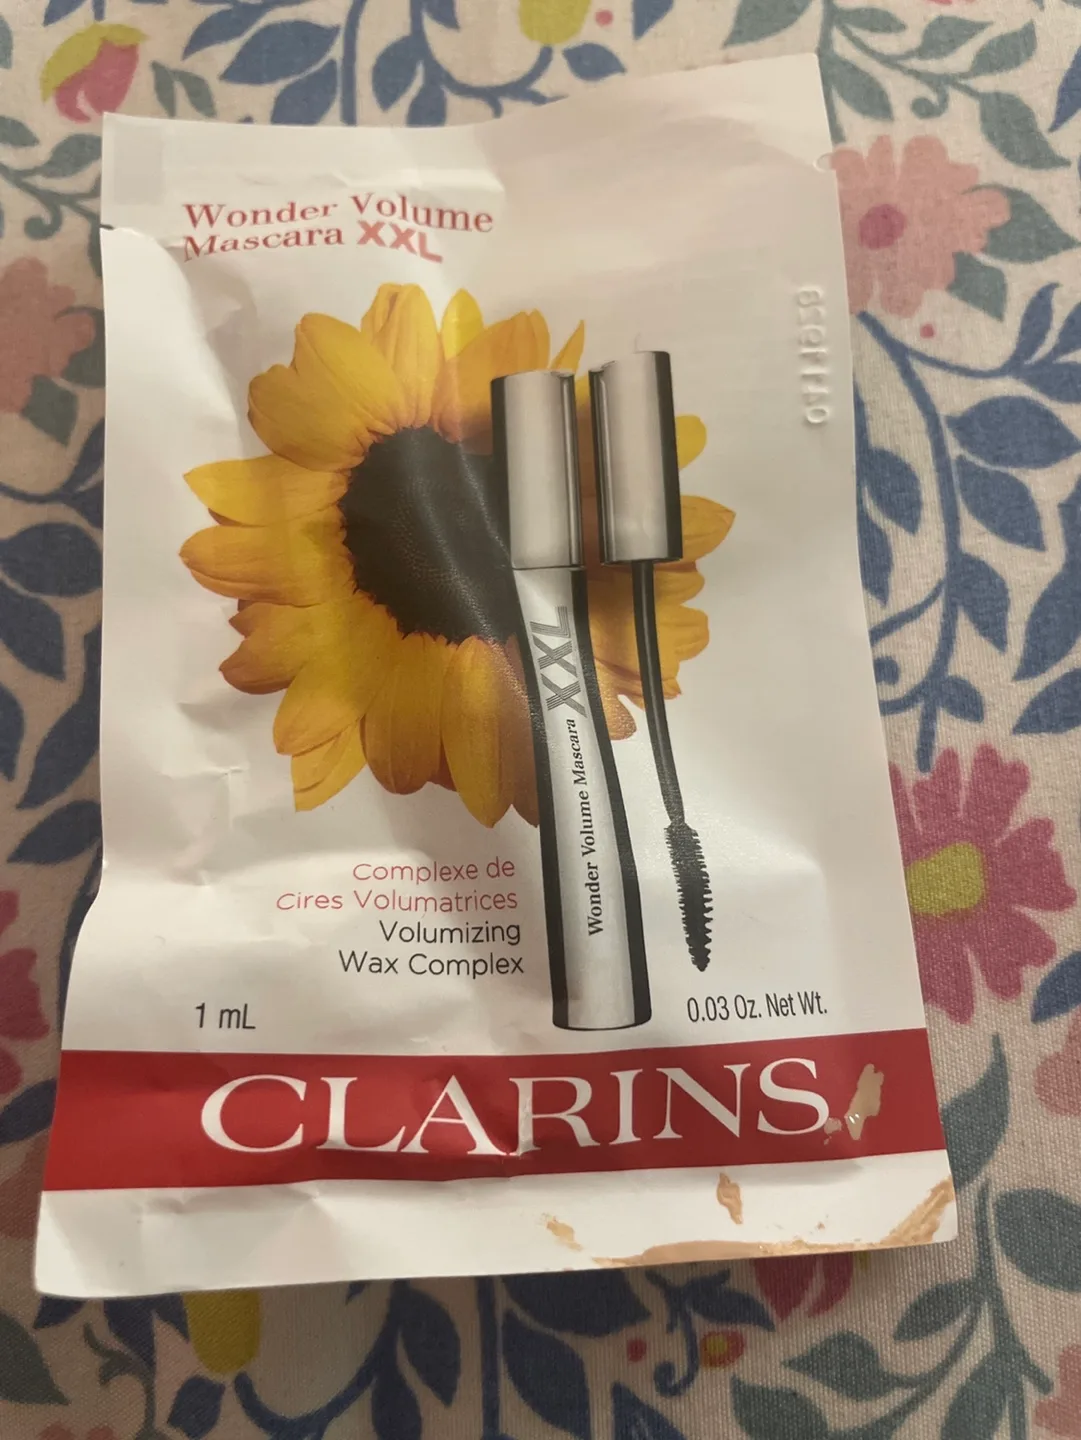 Wonder Volume
Mascara XXL
XXL
Wonder Volume Mascara
Complexe de
Cires Volumatrices
Volumizing
Wax Complex
1 mL
0.03 Oz. Net Wt.
CLARINS